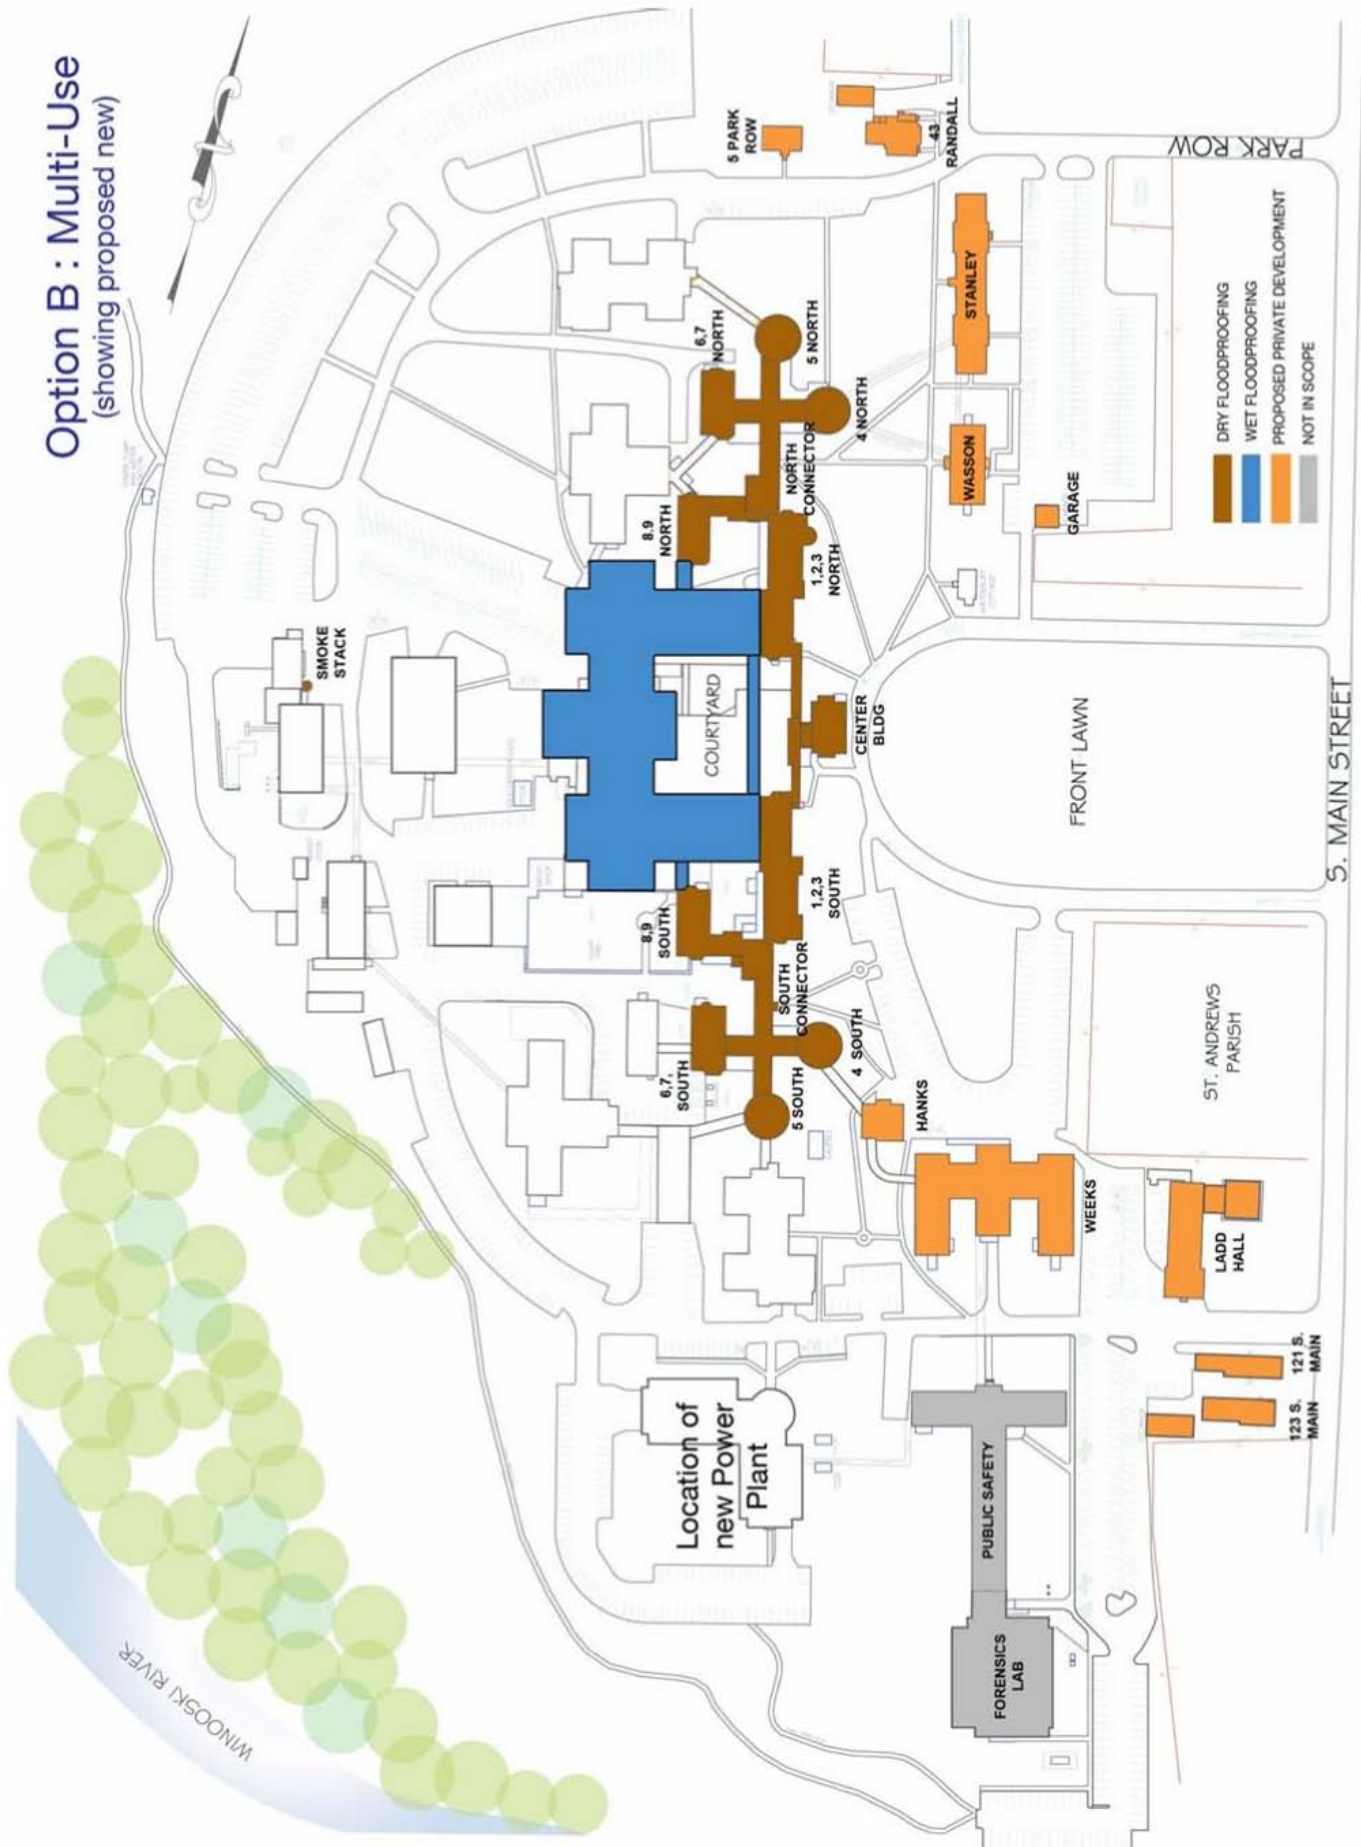 Option B : Multi-Use
(showing proposed new)
WINOOSKI RIVER
SMOKE
STACK
COURTYARD
5 PARK
ROW
43
RANDALL
PARK ROW
6,7
NORTH
5 NORTH
4 NORTH
NORTH
CONNECTOR
8,9
NORTH
1,2,3
NORTH
STANLEY
WASSON
GARAGE
CENTER
BLDG
FRONT LAWN
S. MAIN STREET
8,9
SOUTH
1,2,3
SOUTH
SOUTH
CONNECTOR
6,7,
SOUTH
5 SOUTH
4 SOUTH
HANKS
WEEKS
ST. ANDREWS
PARISH
LADD
HALL
121 S.
MAIN
123 S.
MAIN
Location of
new Power
Plant
PUBLIC SAFETY
FORENSICS
LAB
DRY FLOODPROOFING
WET FLOODPROOFING
PROPOSED PRIVATE DEVELOPMENT
NOT IN SCOPE